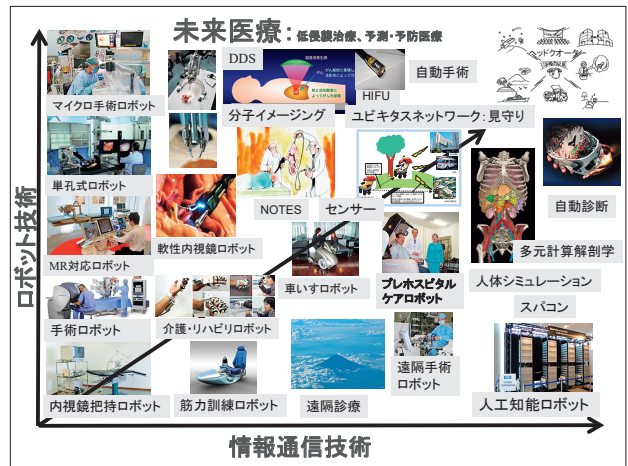 未来医療：低侵襲治療、予測・予防医療
DDS
自動手術
HIFU
マイクロ手術ロボット
分子イメージング
ユビキタスネットワーク：見守り
単孔式ロボット
NOTES
センサー
自動診断
軟性内視鏡ロボット
MR対応ロボット
多元計算解剖学
車いすロボット
プレホスピタル
ケアロボット
人体シミュレーション
スパコン
手術ロボット
介護・リハビリロボット
遠隔手術
ロボット
内視鏡把持ロボット
筋力訓練ロボット
遠隔診療
人工知能ロボット
ロボット技術
情報通信技術